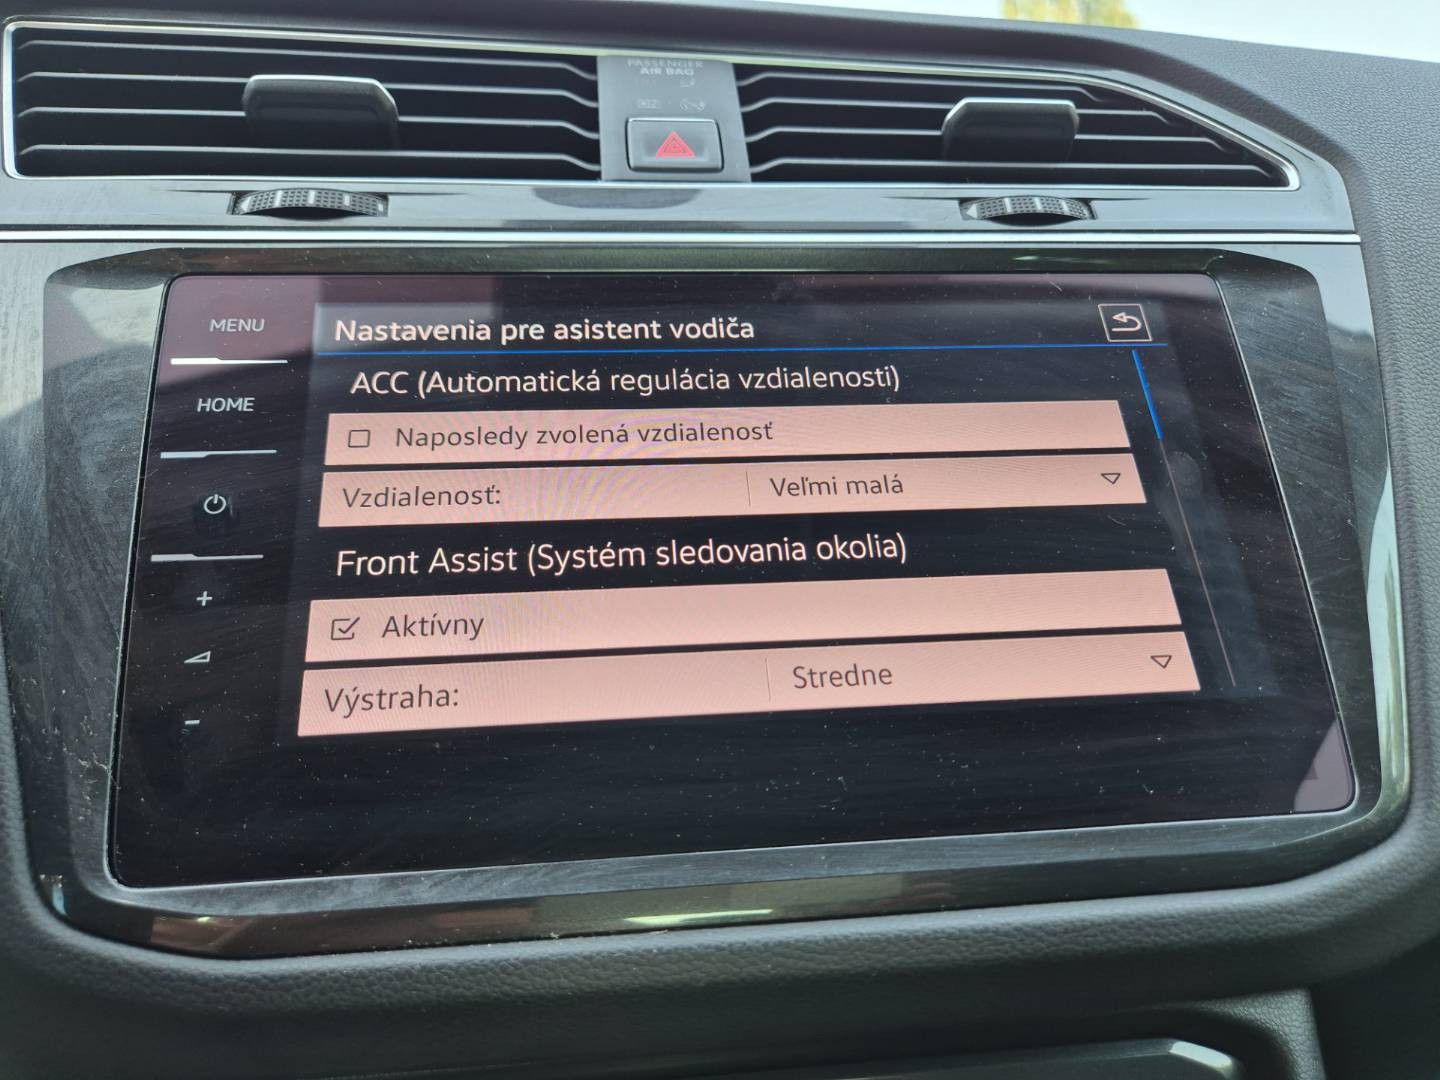 PASSENGER
AIR BAG
MENU
HOME
Nastavenia pre asistent vodiča
ACC (Automatická regulácia vzdialenosti)
Naposledy zvolená vzdialenosť
Vzdialenosť: Veľmi malá
Front Assist (Systém sledovania okolia)
Aktívny
Výstraha: Stredne
+
-